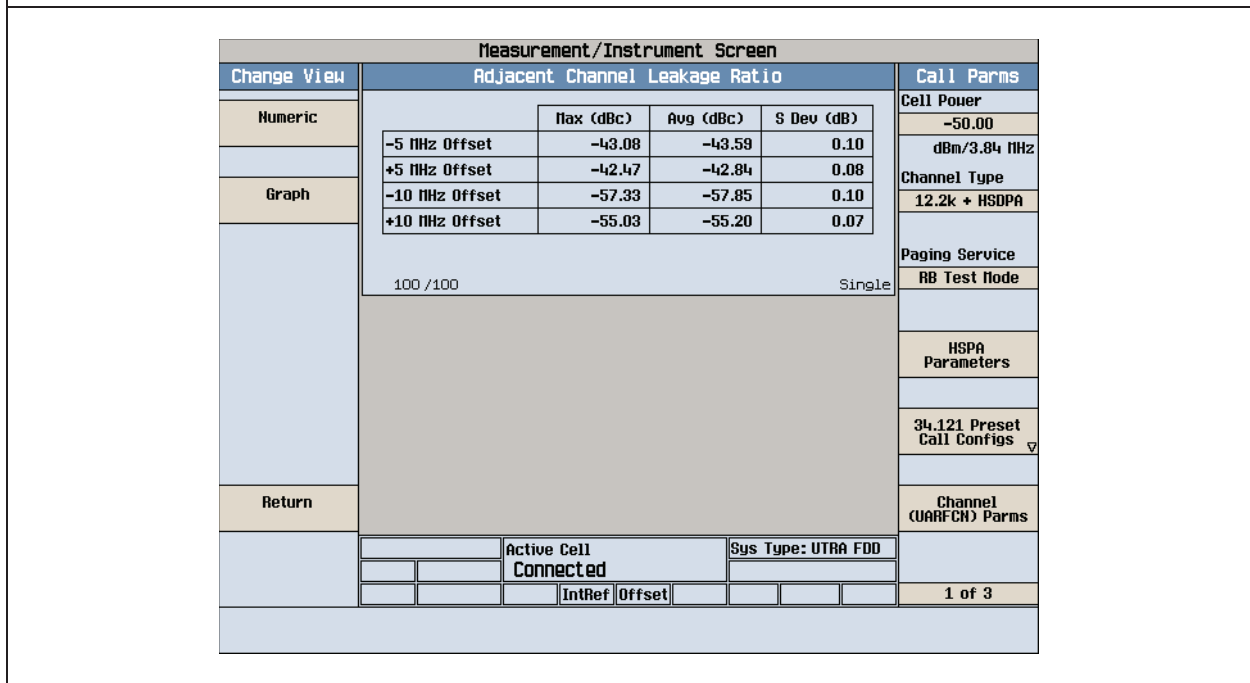 Measurement/Instrument Screen
Change View
Numeric
Graph
Return
Adjacent Channel Leakage Ratio
Max (dBc) Avg (dBc) S Dev (dB)
-5 MHz Offset -43.08 -43.59 0.10
+5 MHz Offset -42.47 -42.84 0.08
-10 MHz Offset -57.33 -57.85 0.10
+10 MHz Offset -55.03 -55.20 0.07
100 /100 Single
Active Cell Sys Type: UTRA FDD
Connected
IntRef Offset
Call Parms
Cell Power
-50.00
dBm/3.84 MHz
Channel Type
12.2k + HSDPA
Paging Service
RB Test Mode
HSPA
Parameters
34.121 Preset
Call Configs
Channel
(UARFCN) Parms
1 of 3